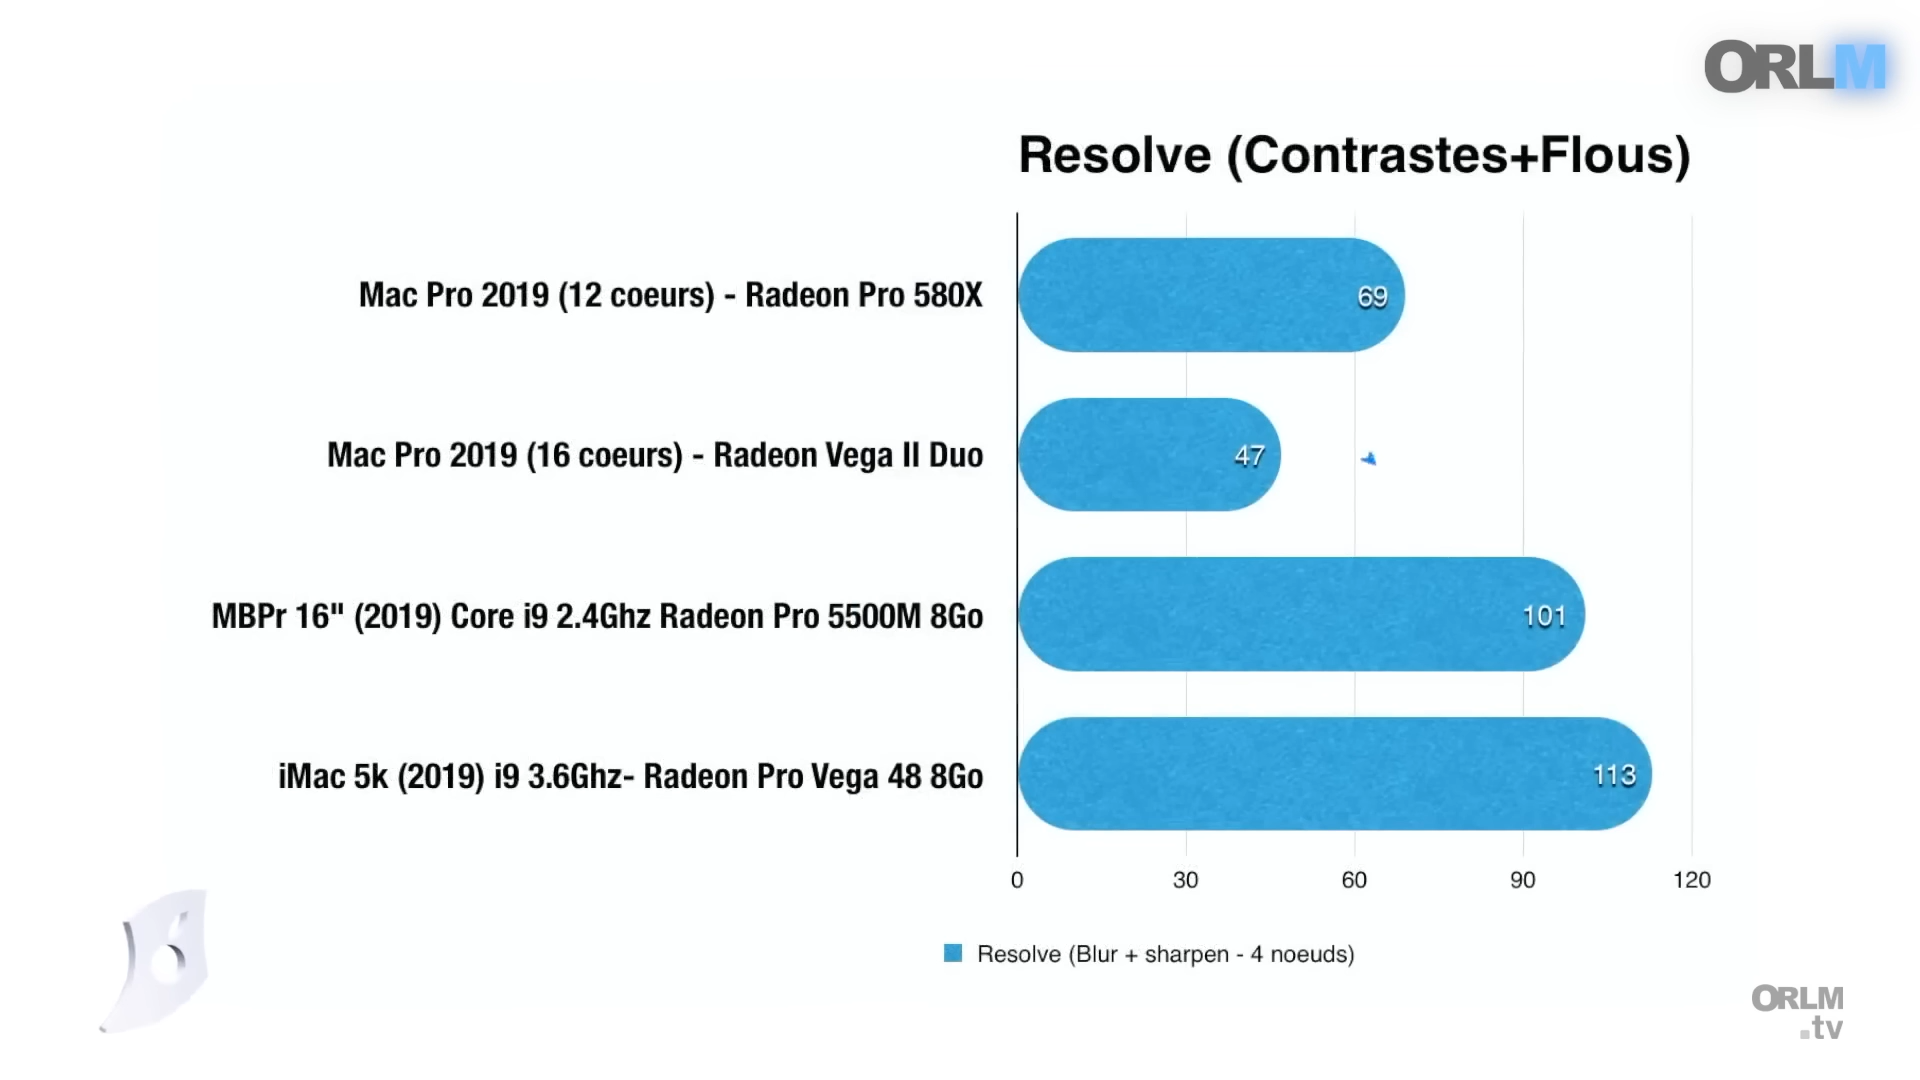 ORLM
Resolve (Contrastes+Flous)
Mac Pro 2019 (12 coeurs) - Radeon Pro 580X
69
Mac Pro 2019 (16 coeurs) - Radeon Vega II Duo
47
MBPr 16" (2019) Core i9 2.4Ghz Radeon Pro 5500M 8Go
101
iMac 5k (2019) i9 3.6Ghz- Radeon Pro Vega 48 8Go
113
0 30 60 90 120
Resolve (Blur + sharpen - 4 noeuds)
ORLM
.tv